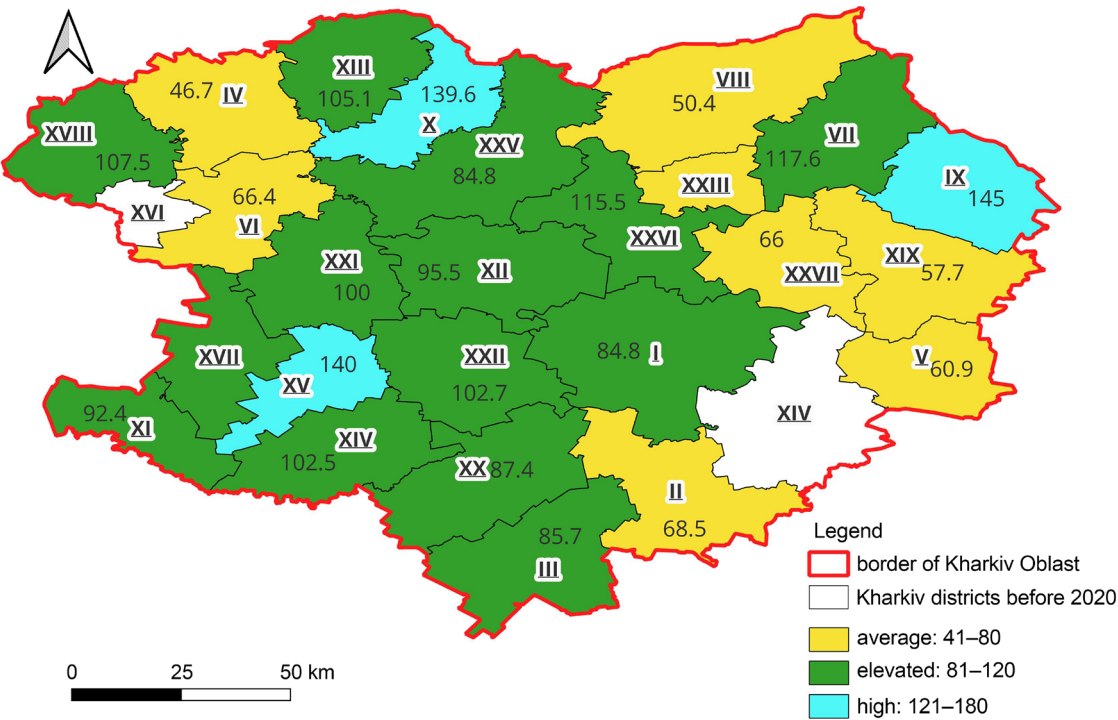 XIII
VIII
46.7 IV
105.1
139.6
50.4
X
XVIII
VII
XXV
107.5
117.6
84.8
IX
145
XXIII
66.4
115.5
XVI
VI
XXVI
66
XIX
XXI
95.5 XII
XXVII
57.7
100
XVII
140
XXII
84.8 I
V 60.9
XV
102.7
92.4
XI
XIV
XIV
102.5
XX 87.4
II
68.5
85.7
III
Legend
border of Kharkiv Oblast
Kharkiv districts before 2020
average: 41–80
elevated: 81–120
high: 121–180
0 25 50 km